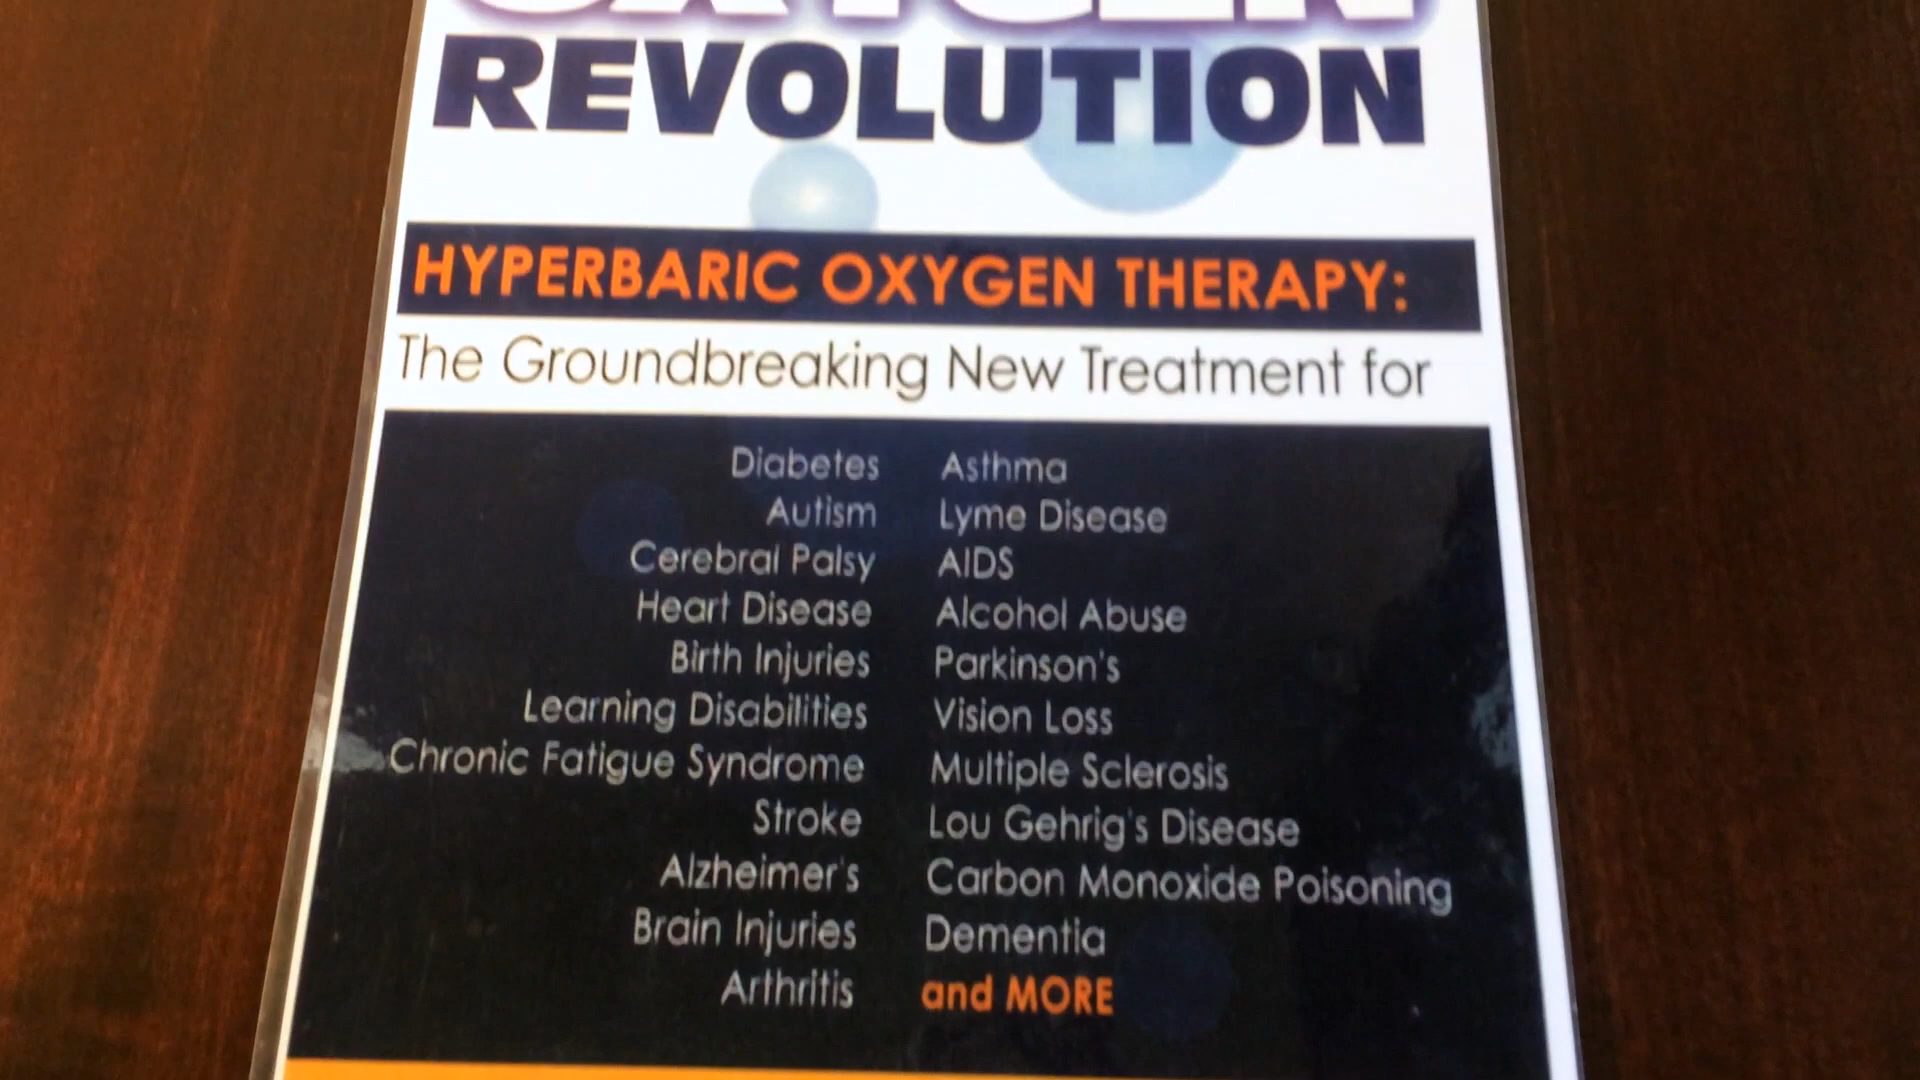 OXYGEN
REVOLUTION
HYPERBARIC OXYGEN THERAPY:
The Groundbreaking New Treatment for
Diabetes Asthma
Autism Lyme Disease
Cerebral Palsy AIDS
Heart Disease Alcohol Abuse
Birth Injuries Parkinson's
Learning Disabilities Vision Loss
Chronic Fatigue Syndrome Multiple Sclerosis
Stroke Lou Gehrig's Disease
Alzheimer's Carbon Monoxide Poisoning
Brain Injuries Dementia
Arthritis and MORE